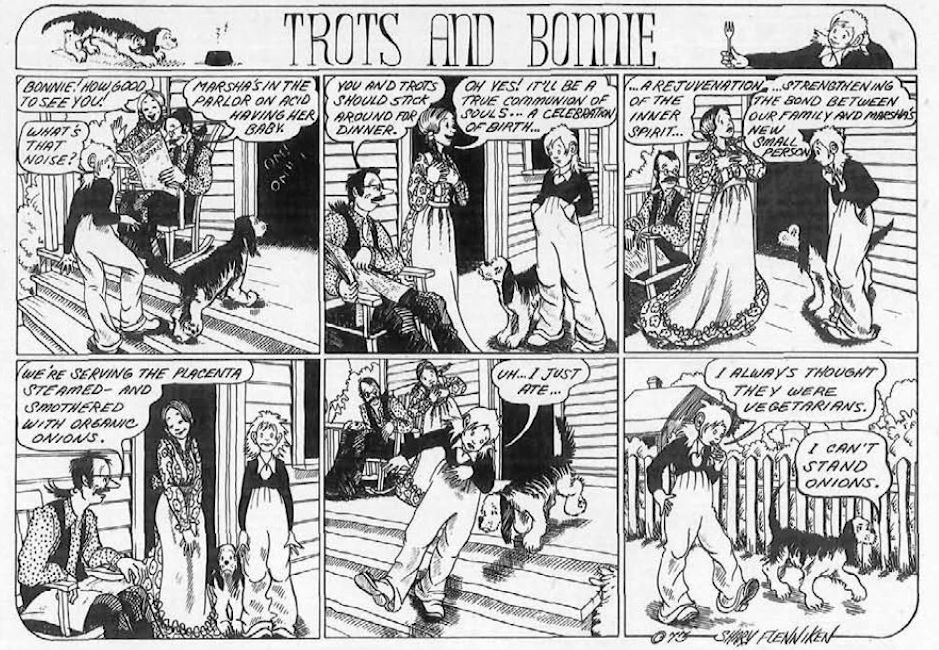 TROTS AND BONNIE
BONNIE! HOW GOOD
TO SEE YOU!
WHAT'S
THAT
NOISE?
MARSHA'S IN THE
PARLOR ON ACID
HAVING HER
BABY.
OM!
OM!
YOU AND TROTS
SHOULD STICK
AROUND FOR
DINNER.
OH YES! IT'LL BE A
TRUE COMMUNION OF
SOULS... A CELEBRATION
OF BIRTH...
...A REJUVENATION
OF THE
INNER
SPIRIT...
...STRENGTHENING
THE BOND BETWEEN
OUR FAMILY AND MARSHA'S
NEW
SMALL
PERSON.
WE'RE SERVING THE PLACENTA
STEAMED- AND
SMOTHERED
WITH ORGANIC
ONIONS.
UH... I JUST
ATE...
I ALWAYS THOUGHT
THEY WERE
VEGETARIANS.
I CAN'T
STAND
ONIONS.
©75 SHARY FLENNIKEN